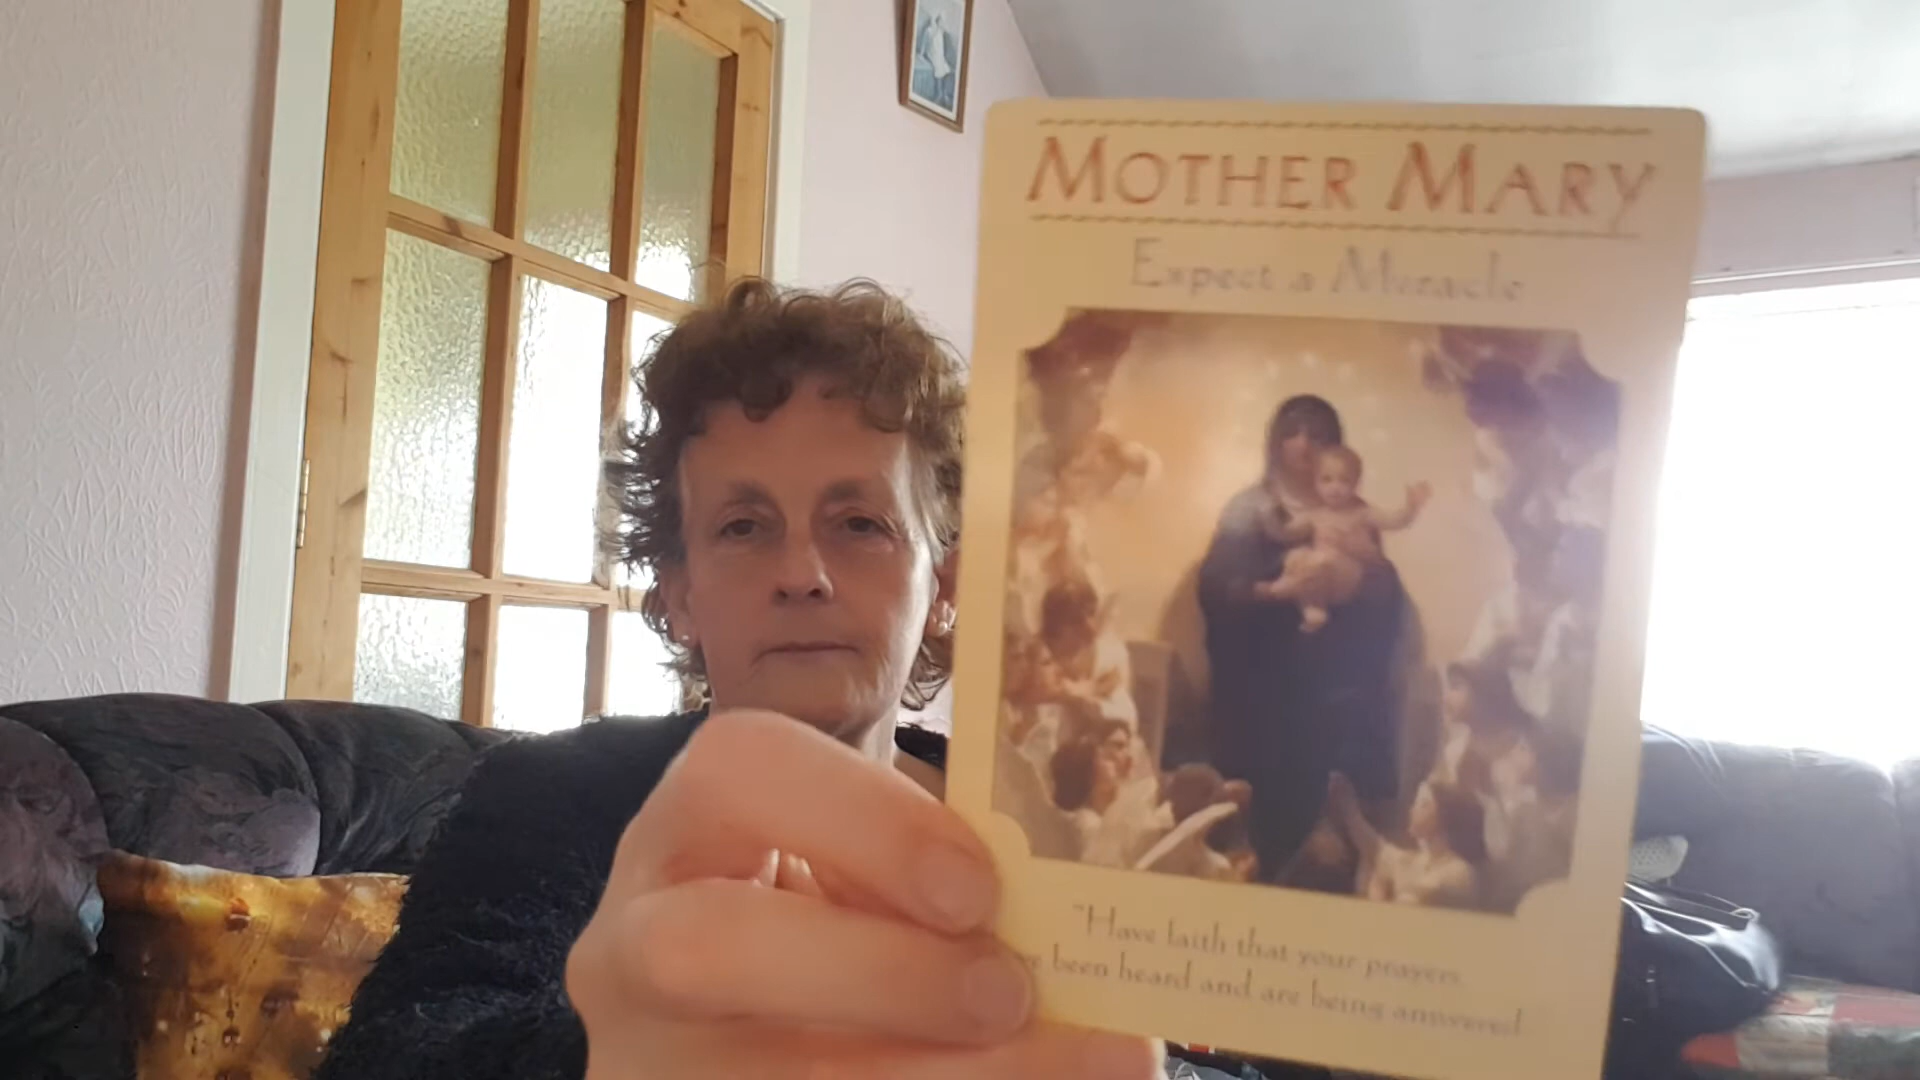 MOTHER MARY
Expect a Miracle
"Have faith that your prayers
been heard and are being answered